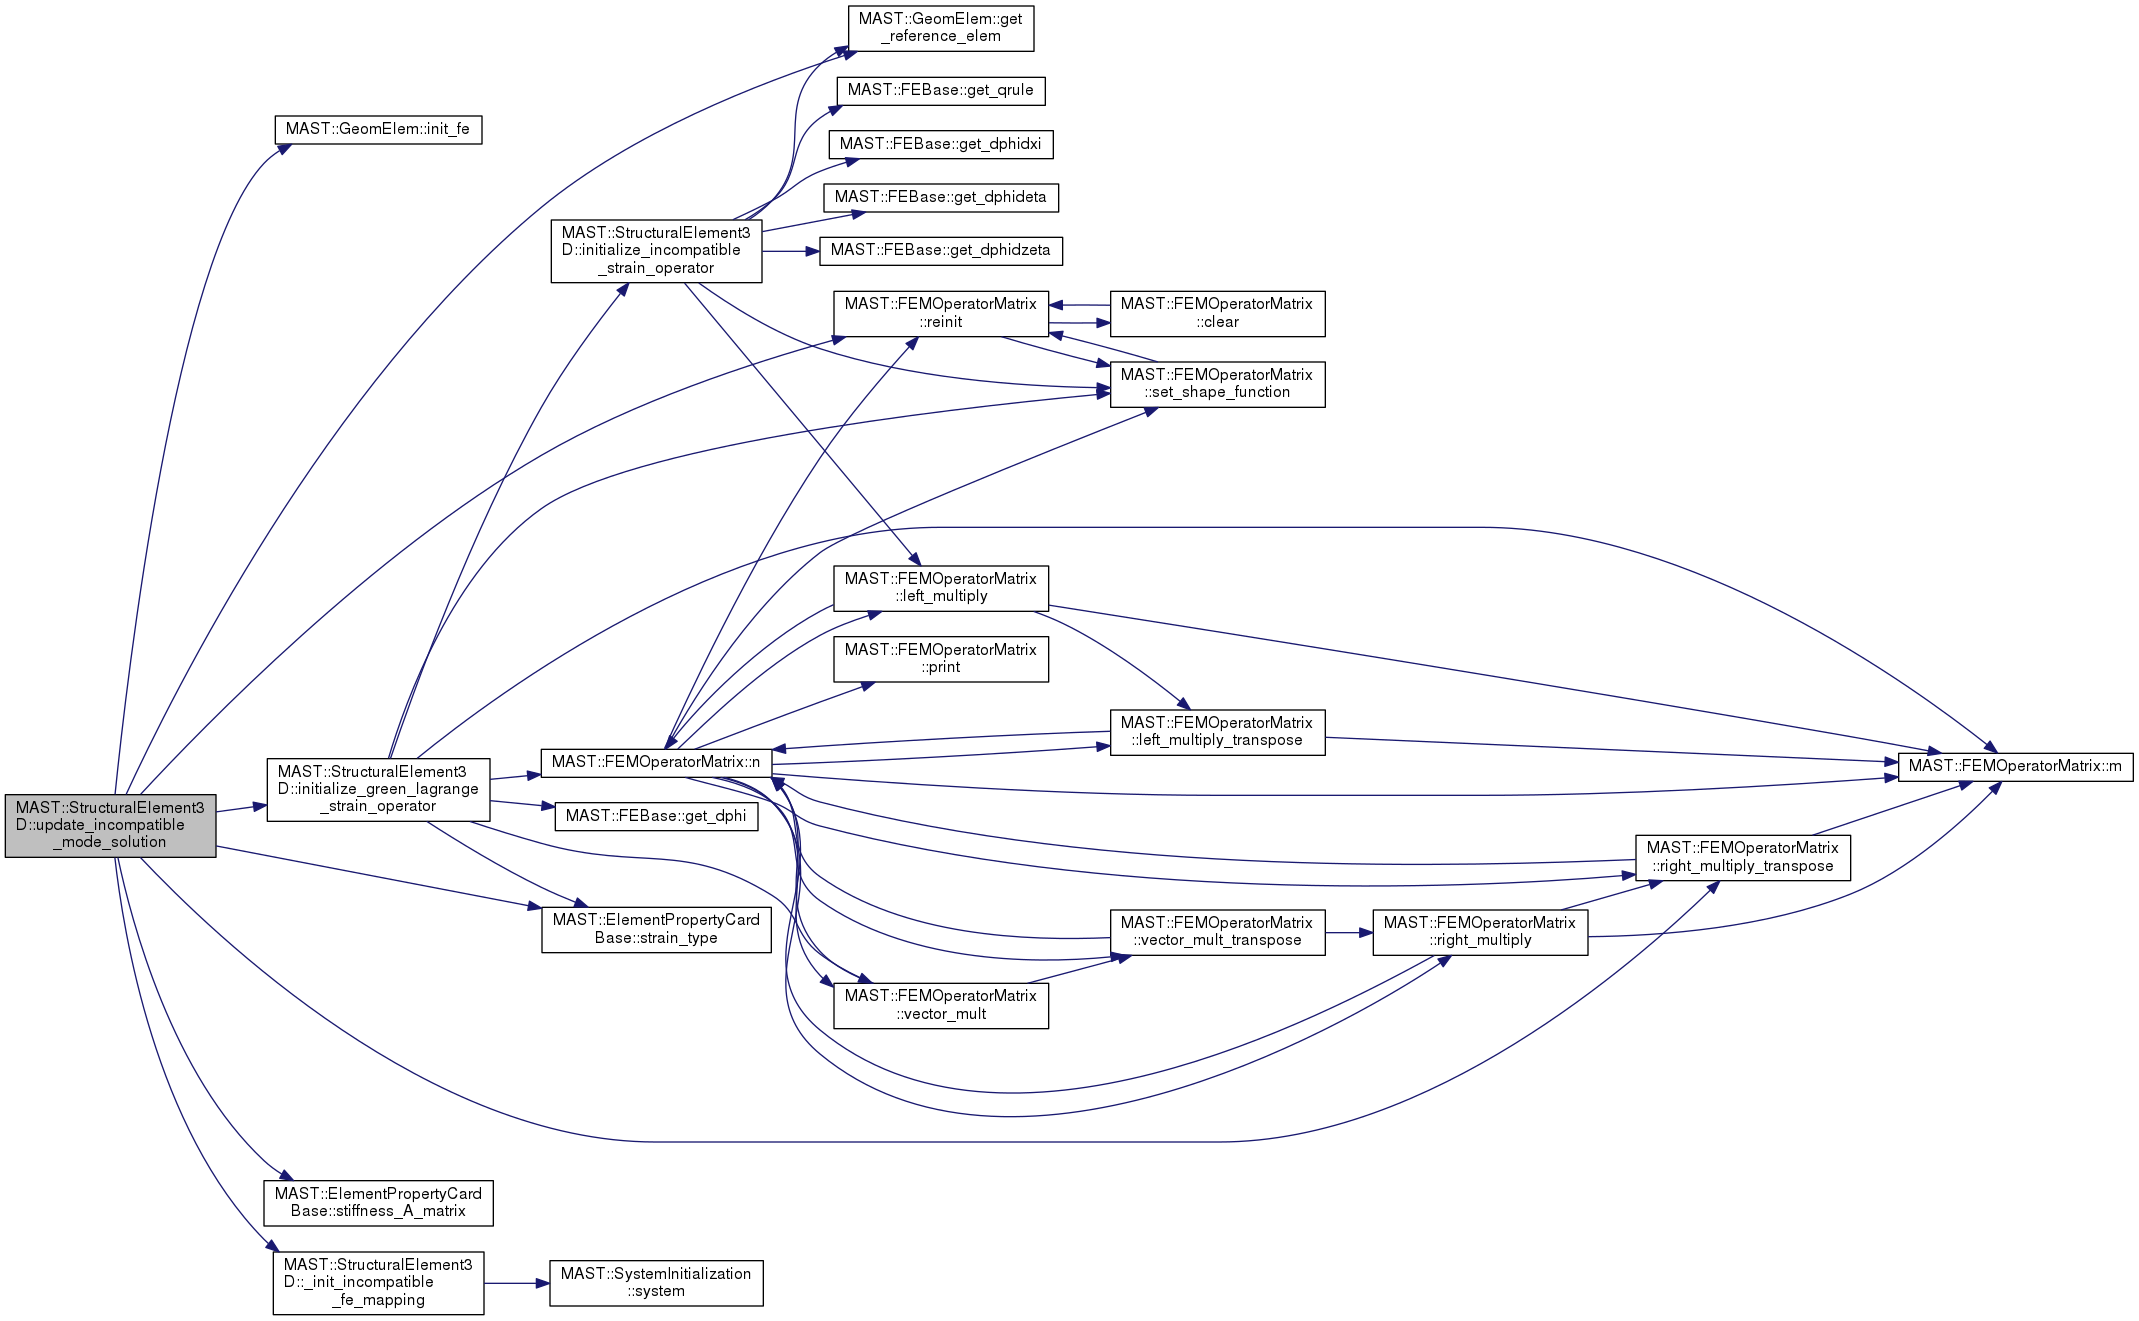 MAST::GeomElem::get
_reference_elem
MAST::FEBase::get_qrule
MAST::GeomElem::init_fe
MAST::FEBase::get_dphidxi
MAST::FEBase::get_dphideta
MAST::StructuralElement3
D::initialize_incompatible
_strain_operator
MAST::FEBase::get_dphidzeta
MAST::FEMOperatorMatrix
::reinit
MAST::FEMOperatorMatrix
::clear
MAST::FEMOperatorMatrix
::set_shape_function
MAST::FEMOperatorMatrix
::left_multiply
MAST::FEMOperatorMatrix
::print
MAST::FEMOperatorMatrix
::left_multiply_transpose
MAST::FEMOperatorMatrix::n
MAST::FEMOperatorMatrix::m
MAST::StructuralElement3
D::initialize_green_lagrange
_strain_operator
MAST::StructuralElement3
D::update_incompatible
_mode_solution
MAST::FEBase::get_dphi
MAST::FEMOperatorMatrix
::right_multiply_transpose
MAST::ElementPropertyCard
Base::strain_type
MAST::FEMOperatorMatrix
::vector_mult_transpose
MAST::FEMOperatorMatrix
::right_multiply
MAST::FEMOperatorMatrix
::vector_mult
MAST::ElementPropertyCard
Base::stiffness_A_matrix
MAST::StructuralElement3
D::_init_incompatible
_fe_mapping
MAST::SystemInitialization
::system